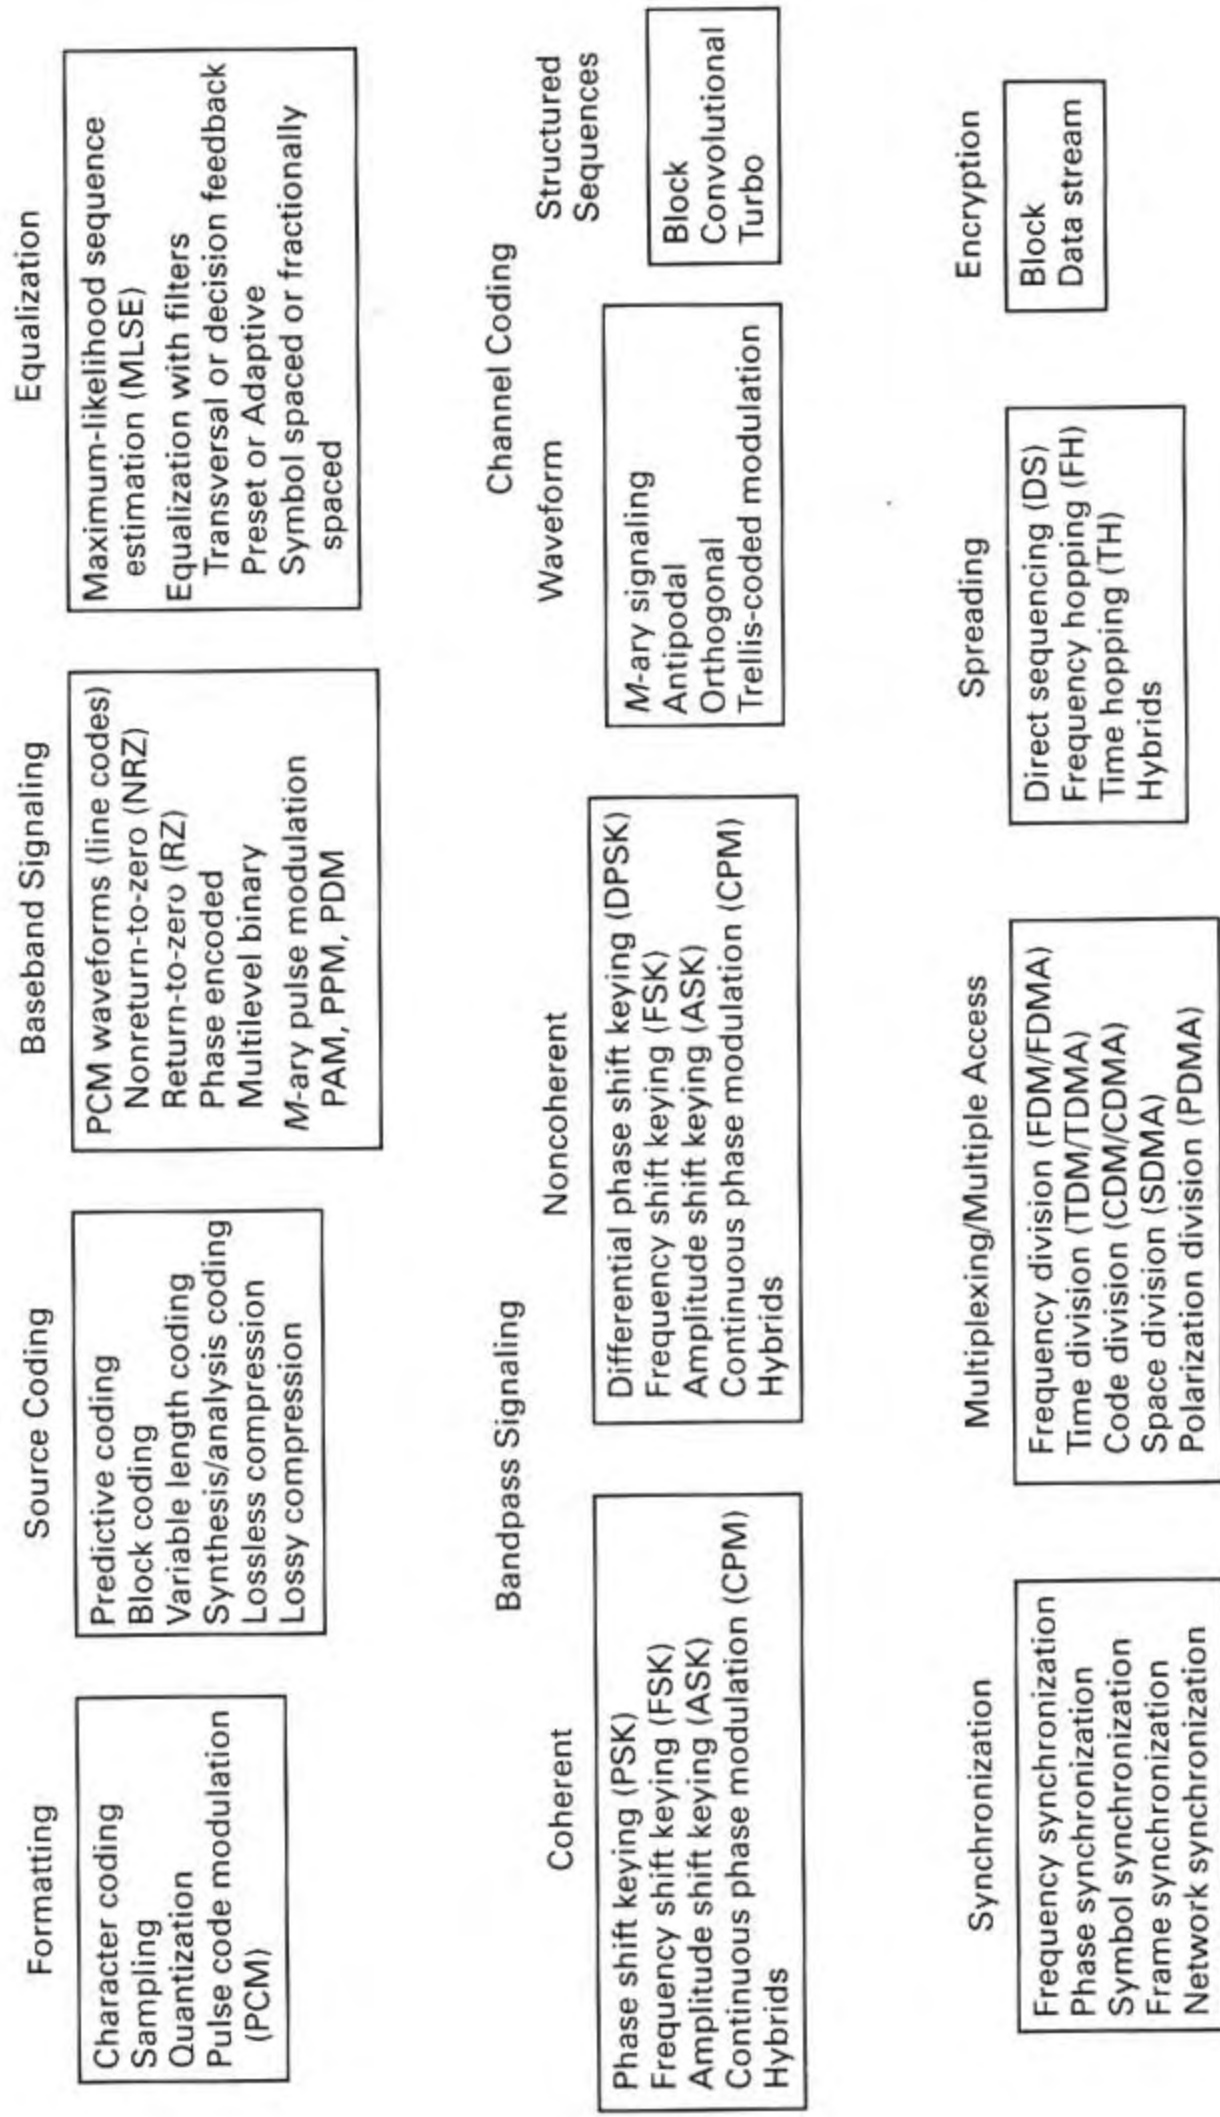 Formatting
Character coding
Sampling
Quantization
Pulse code modulation
(PCM)
Source Coding
Predictive coding
Block coding
Variable length coding
Synthesis/analysis coding
Lossless compression
Lossy compression
Baseband Signaling
PCM waveforms (line codes)
Nonreturn-to-zero (NRZ)
Return-to-zero (RZ)
Phase encoded
Multilevel binary
M-ary pulse modulation
PAM, PPM, PDM
Equalization
Maximum-likelihood sequence
estimation (MLSE)
Equalization with filters
Transversal or decision feedback
Preset or Adaptive
Symbol spaced or fractionally
spaced
Bandpass Signaling
Coherent
Phase shift keying (PSK)
Frequency shift keying (FSK)
Amplitude shift keying (ASK)
Continuous phase modulation (CPM)
Hybrids
Noncoherent
Differential phase shift keying (DPSK)
Frequency shift keying (FSK)
Amplitude shift keying (ASK)
Continuous phase modulation (CPM)
Hybrids
Channel Coding
Waveform
M-ary signaling
Antipodal
Orthogonal
Trellis-coded modulation
Structured
Sequences
Block
Convolutional
Turbo
Synchronization
Frequency synchronization
Phase synchronization
Symbol synchronization
Frame synchronization
Network synchronization
Multiplexing/Multiple Access
Frequency division (FDM/FDMA)
Time division (TDM/TDMA)
Code division (CDM/CDMA)
Space division (SDMA)
Polarization division (PDMA)
Spreading
Direct sequencing (DS)
Frequency hopping (FH)
Time hopping (TH)
Hybrids
Encryption
Block
Data stream